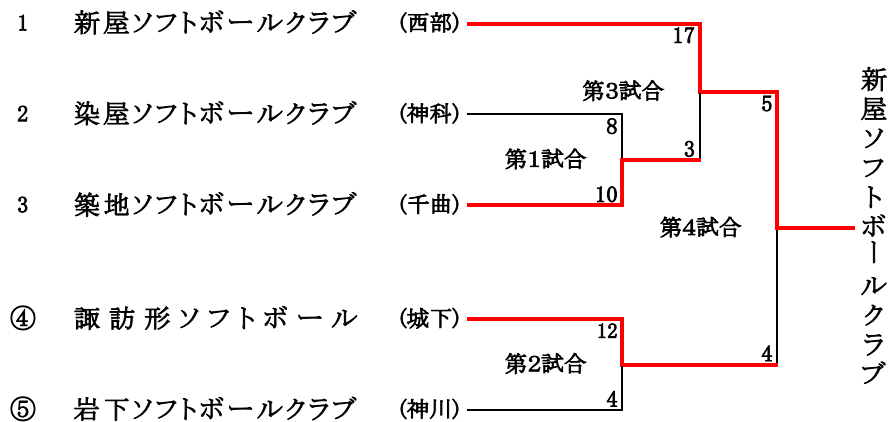 1 新屋ソフトボールクラブ (西部)
17
第3試合
5
2 染屋ソフトボールクラブ (神科)
8
第1試合
3
10
3 築地ソフトボールクラブ (千曲)
第4試合
新屋ソフトボールクラブ
④ 諏訪形ソフトボール (城下)
12
第2試合
4
4
⑤ 岩下ソフトボールクラブ (神川)